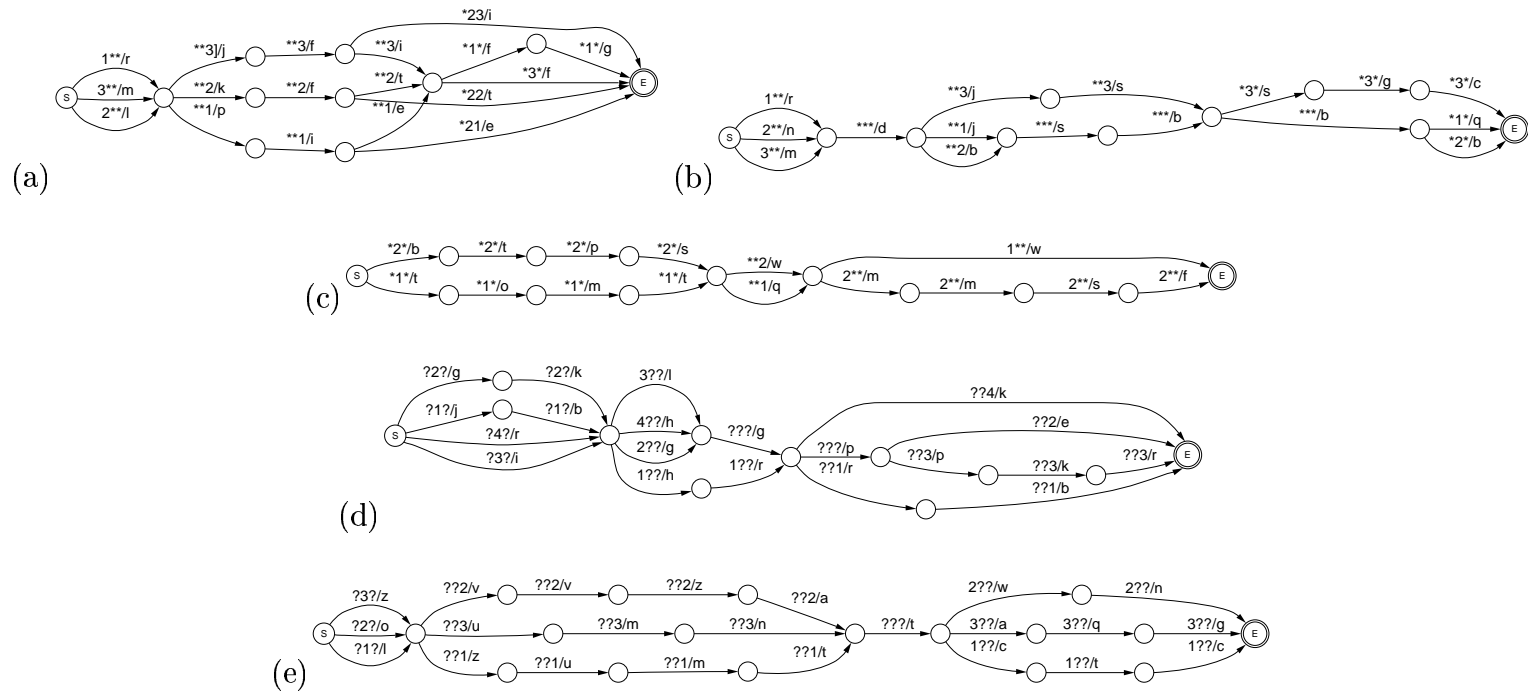 *23/i
**3]/j **3/f **3/i *1*/f *1*/g
1**/r
3**/m **2/k **2/f **2/t *3*/f
S E
2**/l **1/p **1/e *22/t
*21/e
**1/i
(a)
**3/j **3/s *3*/s *3*/g *3*/c
1**/r
S 2**/n ***/d **1/j ***/s ***/b ***/b *1*/q E
3**/m **2/b *2*/b
(b)
*2*/b *2*/t *2*/p *2*/s **2/w 1**/w
S E
*1*/t *1*/o *1*/m *1*/t **1/q 2**/m 2**/m 2**/s 2**/f
(c)
?2?/g ?2?/k 3??/l ??4/k
?1?/j ?1?/b 4??/h ???/g ??2/e
S ?4?/r 2??/g ???/p ??3/p ??3/k ??3/r E
?3?/i 1??/h 1??/r ??1/r ??1/b
(d)
?3?/z ??2/v ??2/v ??2/z ??2/a 2??/w 2??/n
S ?2?/o ??3/u ??3/m ??3/n ???/t 3??/a 3??/q 3??/g E
?1?/l ??1/z ??1/u ??1/m ??1/t 1??/c 1??/t 1??/c
(e)